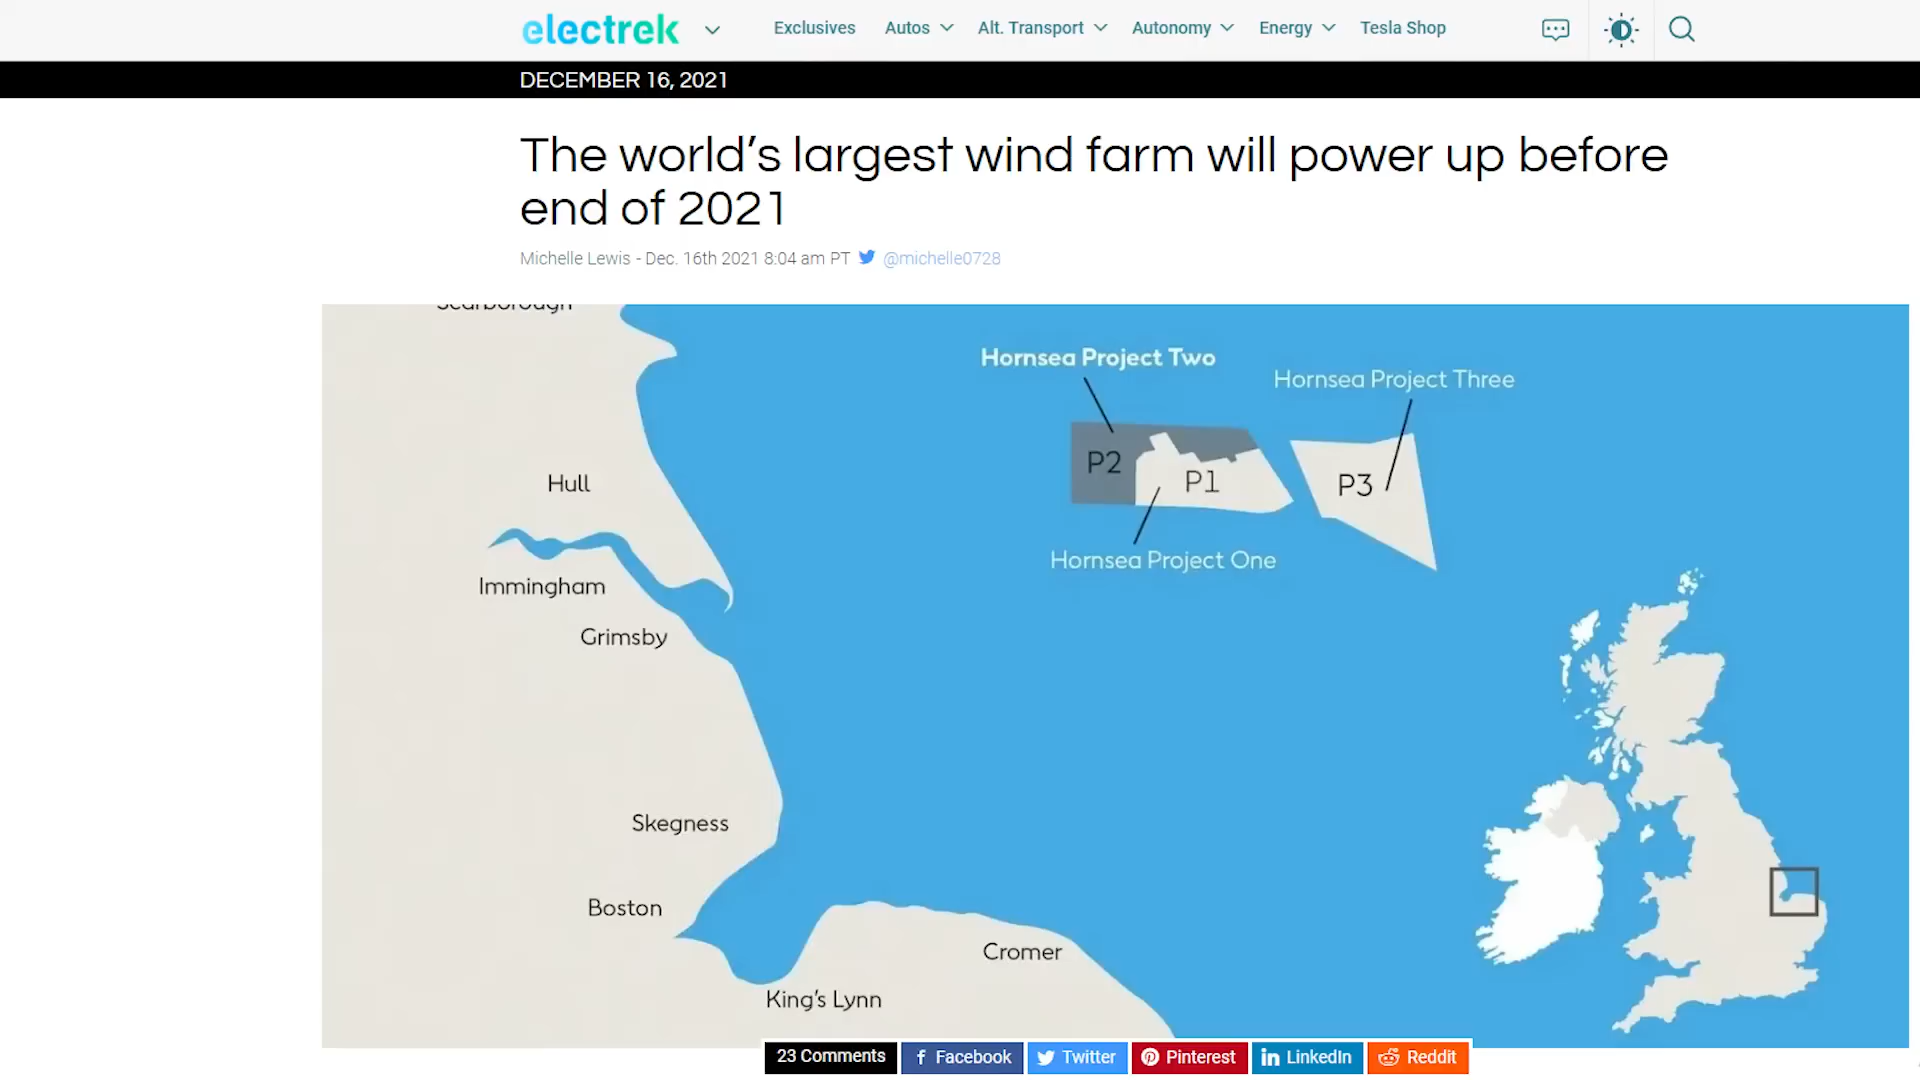 electrek Exclusives Autos Alt. Transport Autonomy Energy Tesla Shop
DECEMBER 16, 2021
The world's largest wind farm will power up before
end of 2021
Michelle Lewis - Dec. 16th 2021 8:04 am PT @michelle0728
Scarborough
Hornsea Project Two
Hornsea Project Three
P2
P1
P3
Hull
Hornsea Project One
Immingham
Grimsby
Skegness
Boston
Cromer
King's Lynn
23 Comments Facebook Twitter Pinterest LinkedIn Reddit